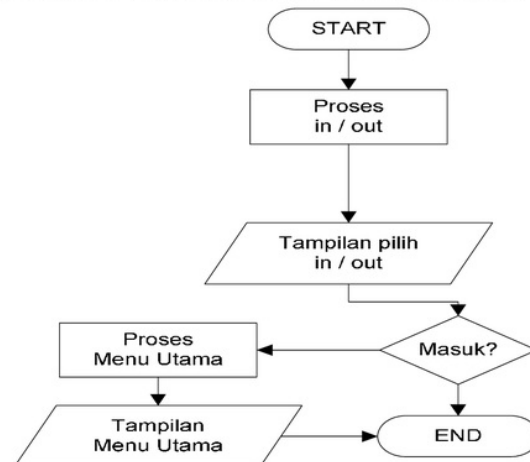 START
Proses
in / out
Tampilan pilih
in / out
Masuk?
Proses
Menu Utama
Tampilan
Menu Utama
END